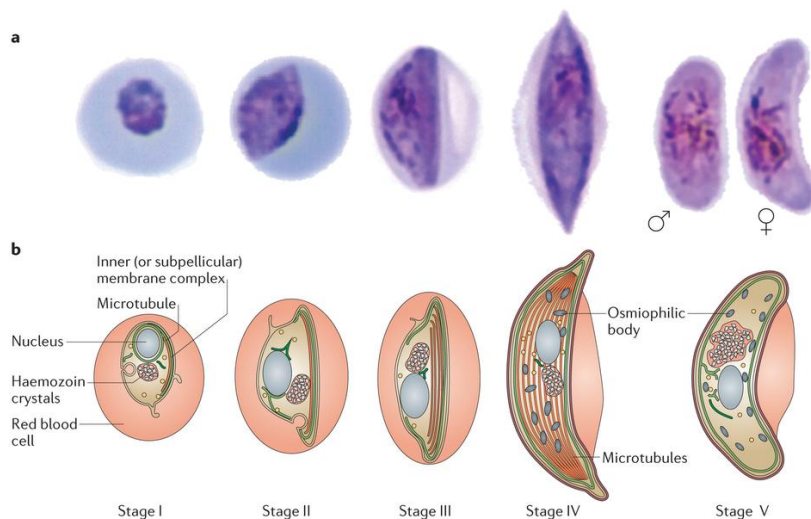 a
♂
♀
b
Inner (or subpellicular)
membrane complex
Microtubule
Nucleus
Haemozoin
crystals
Red blood
cell
Osmiophilic
body
Microtubules
Stage I
Stage II
Stage III
Stage IV
Stage V